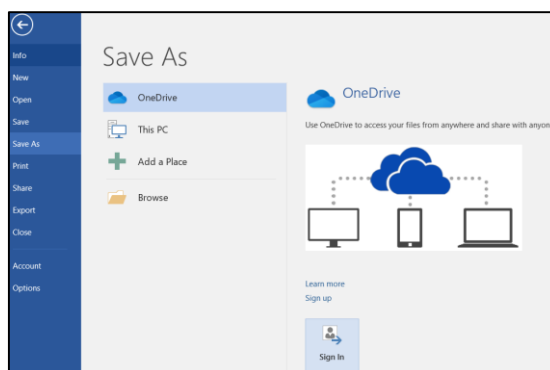 Info
New
Open
Save
Save As
Print
Share
Export
Close
Account
Options
Save As
OneDrive
This PC
Add a Place
Browse
OneDrive
Use OneDrive to access your files from anywhere and share with anyon
Learn more
Sign up
Sign In